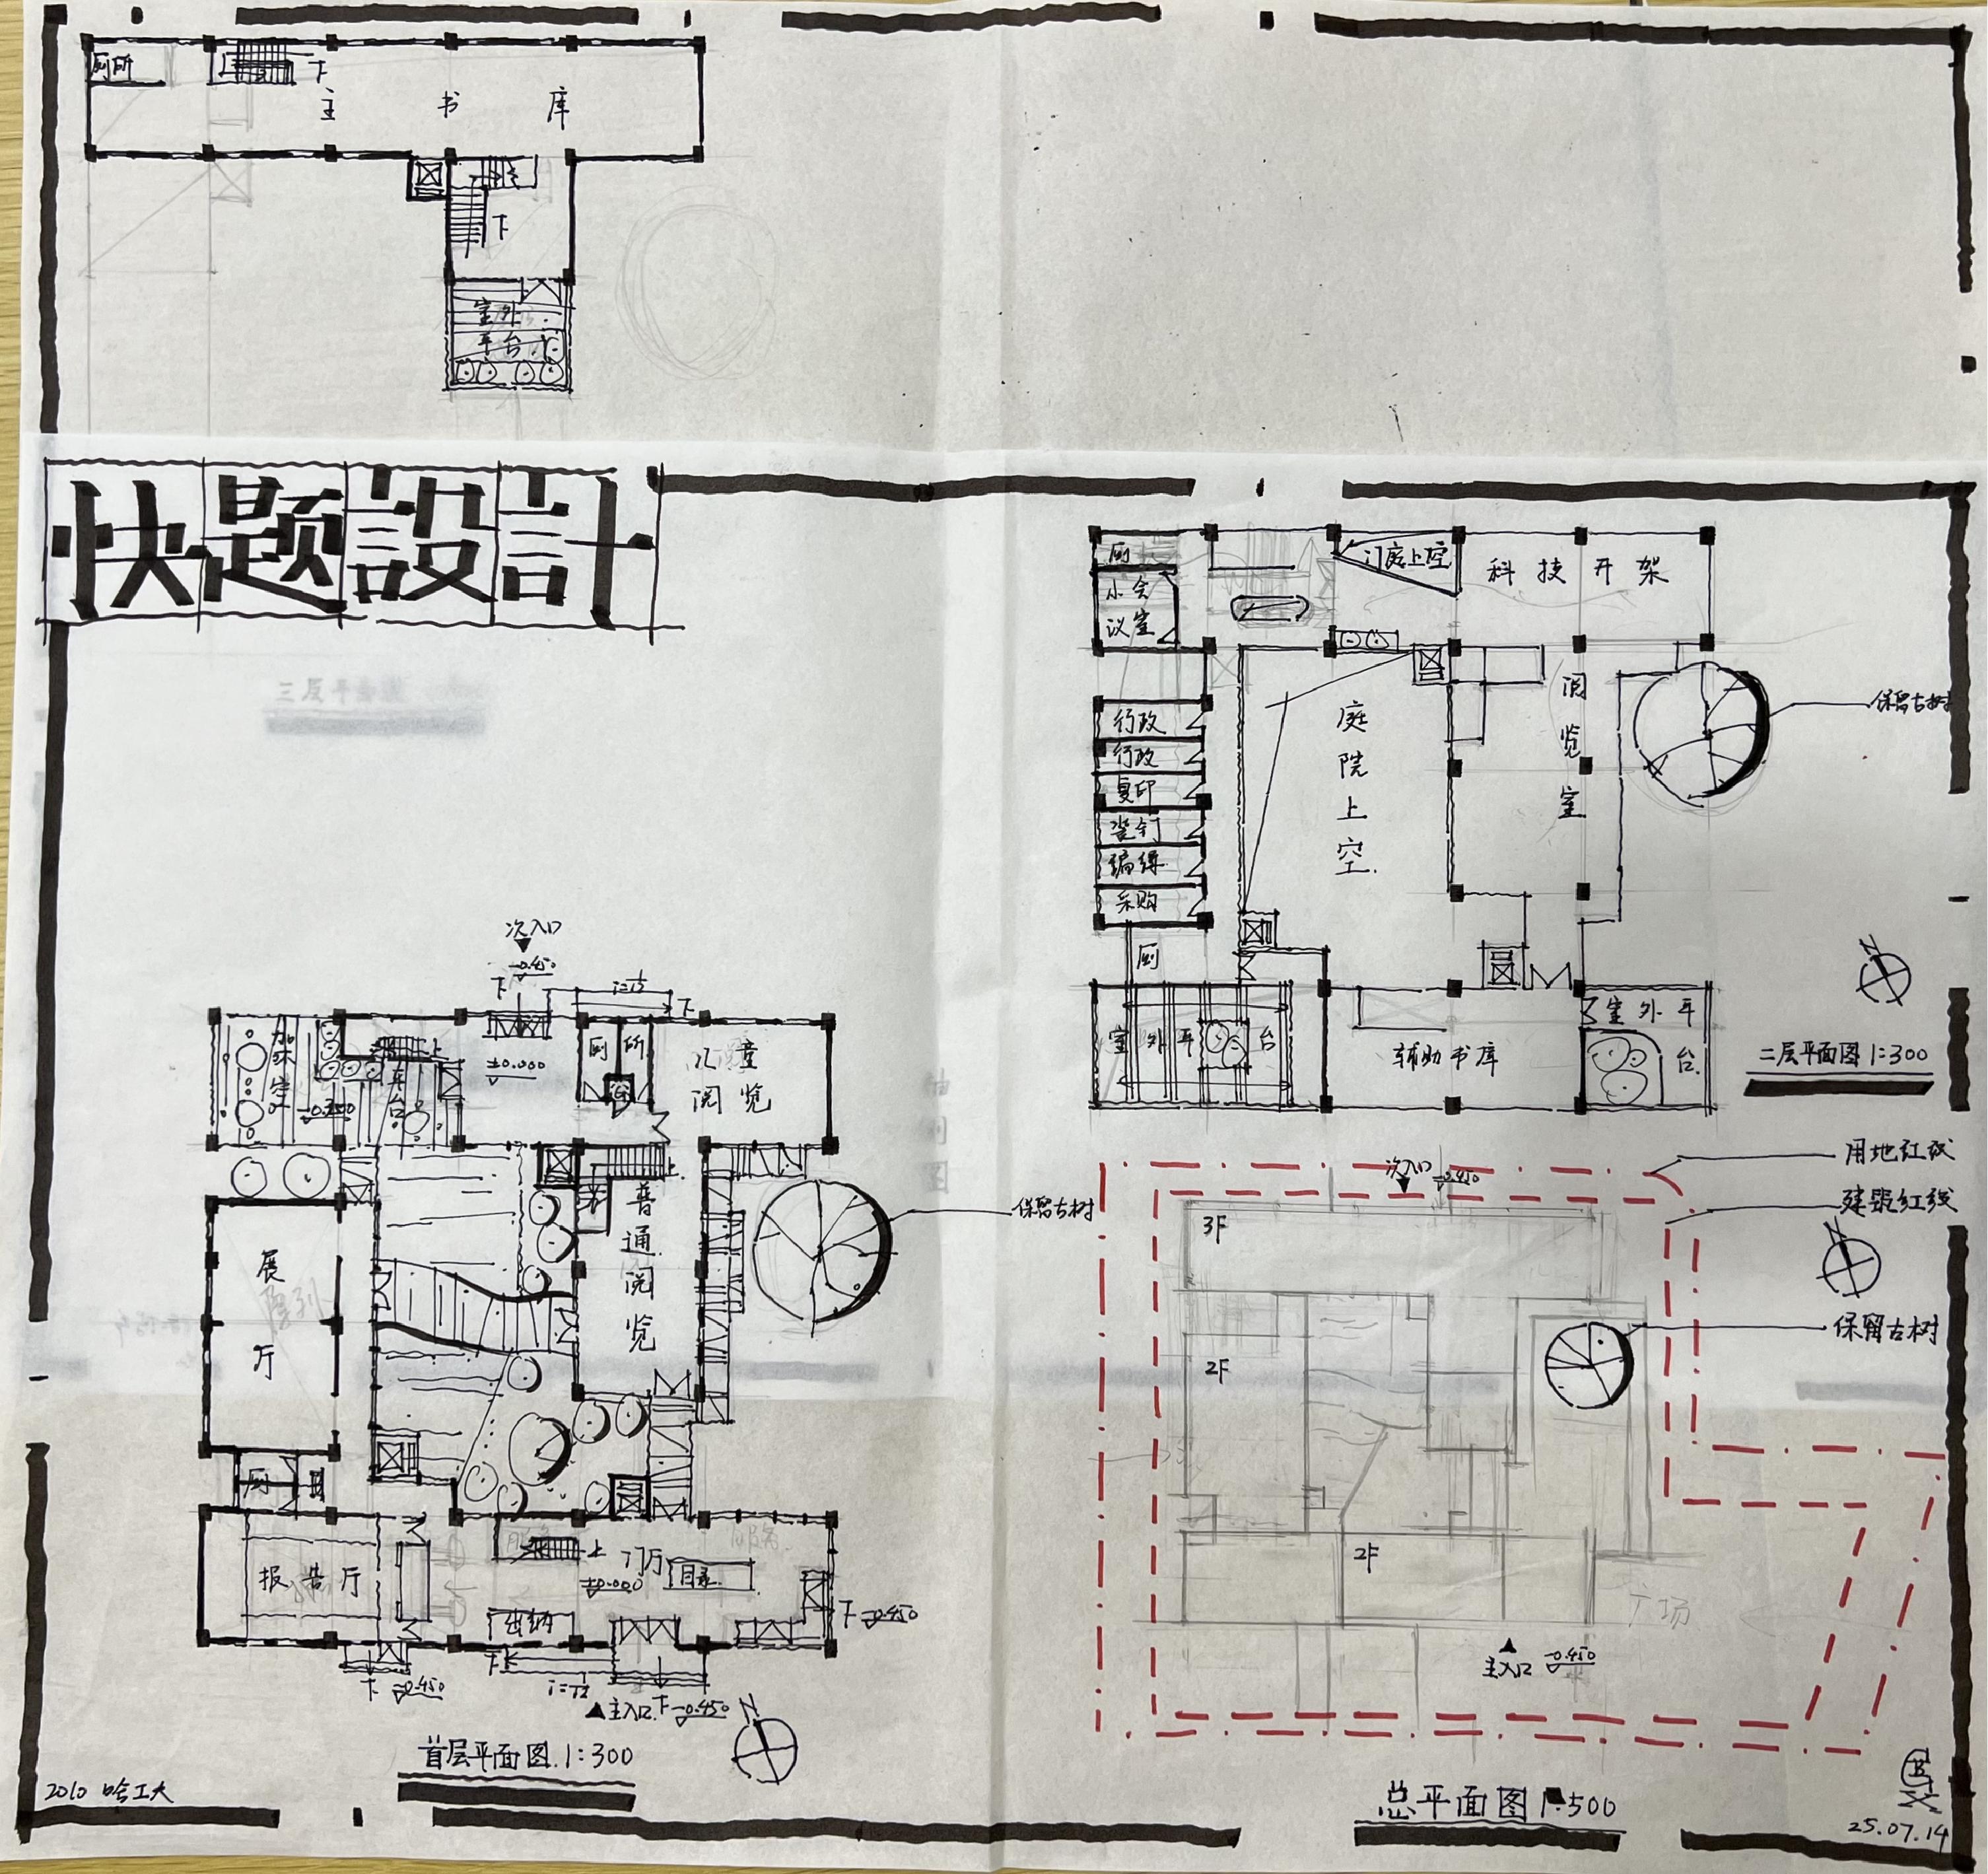 厕所
下
主书库
下
室外
平台
快题設計
三层平面图
厕
小会
议室
门庭上空
科技开架
阅览室
庭院上空
保留古树
行政
行政
复印
装订
编得
采购
厕
室外平台
辅助书库
室外平
台
二层平面图 1:300
次入口
-0.450
下
i=1/12
下
上
平台
±0.000
厕所
儿童
阅览
上
普通阅览
保留古树
展厅
厕
报告厅
上
门厅
±0.000
目录
出纳
下 -0.450
下 -0.450
下
i=1/12
主入口 下 -0.450
N
首层平面图 1:300
2010 哈工大
用地红线
建筑红线
次入口 -0.450
3F
2F
保留古树
2F
广场
主入口 -0.450
总平面图 1:500
25.07.14